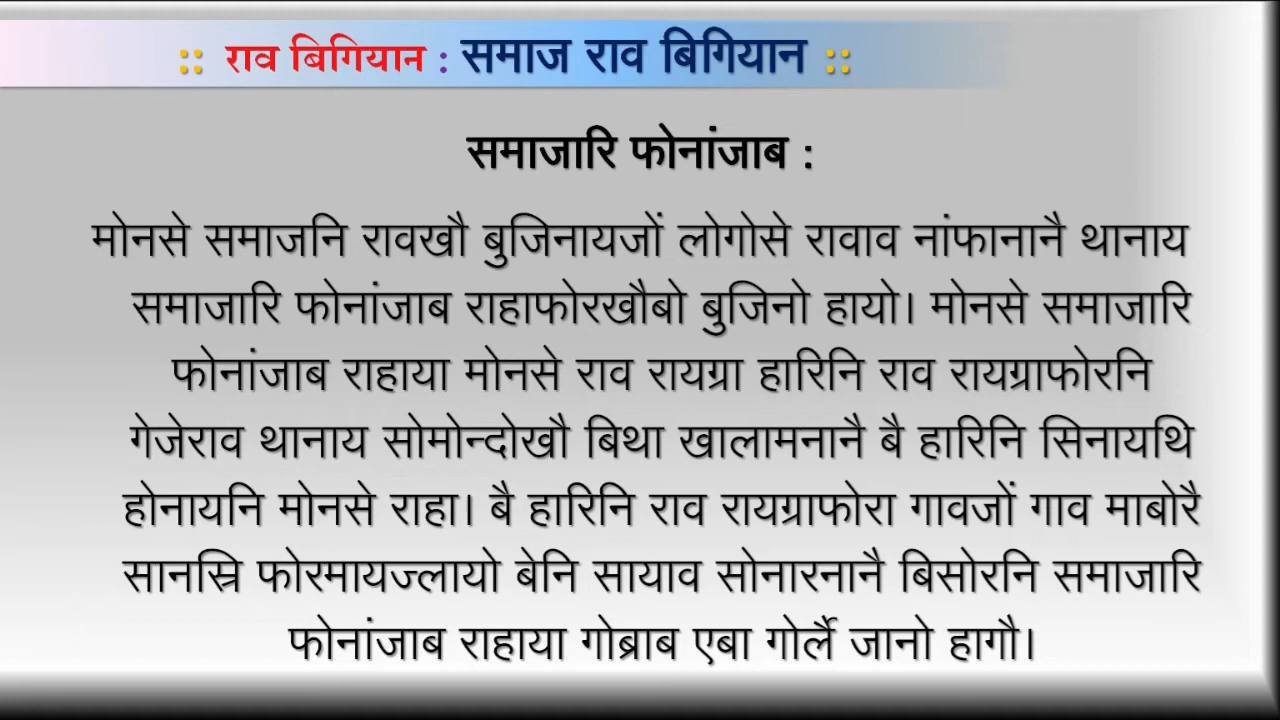 :: राव बिगियान : समाज राव बिगियान ::
समाजारि फोनांजाब :
मोनसे समाजनि रावखौ बुजिनायजों लोगोसे रावाव नांफानानै थानाय
समाजारि फोनांजाब राहाफोरखौबो बुजिनो हायो। मोनसे समाजारि
फोनांजाब राहाया मोनसे राव रायग्रा हारिनि राव रायग्राफोरनि
गेजेराव थानाय सोमोन्दोखौ बिथा खालामनानै बै हारिनि सिनायथि
होनायनि मोनसे राहा। बै हारिनि राव रायग्राफोरा गावजों गाव माबोरै
सानस्रि फोरमायज्लायो बेनि सायाव सोनारनानै बिसोरनि समाजारि
फोनांजाब राहाया गोब्राब एबा गोर्लै जानो हागौ।